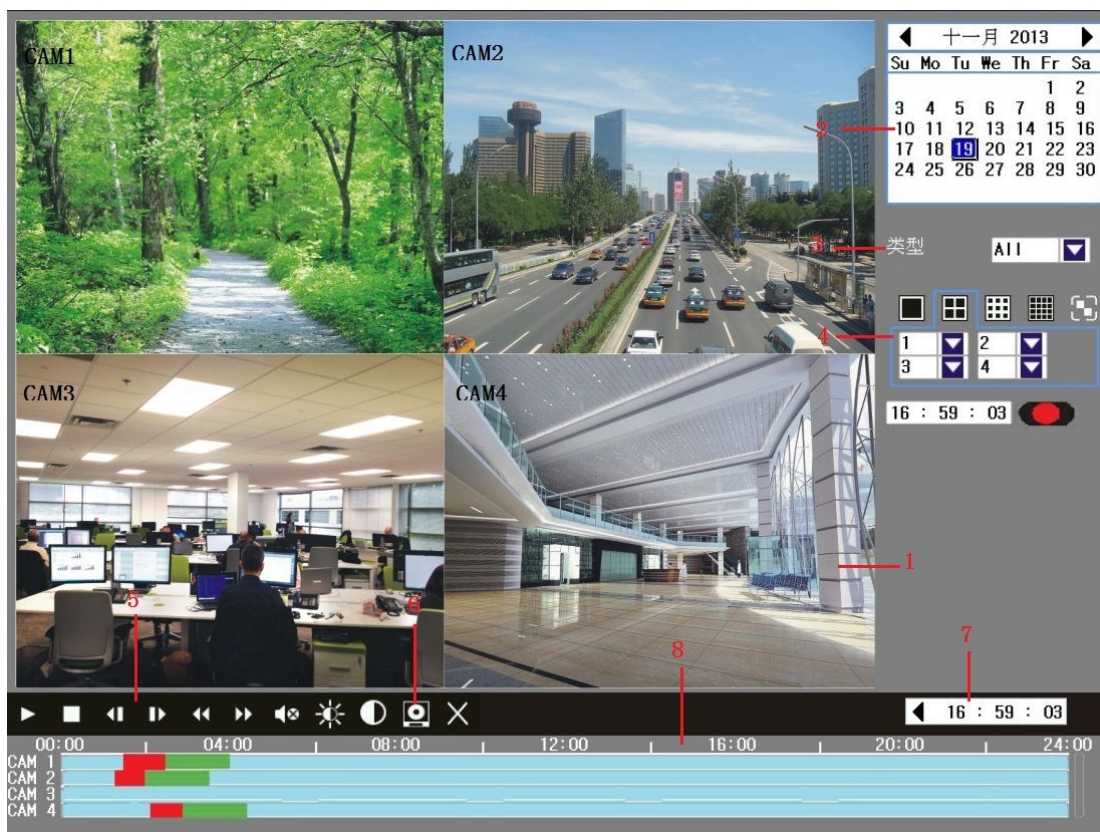 CAM1
CAM2
CAM3
CAM4
十一月 2013
Su Mo Tu We Th Fr Sa
1 2
3 4 5 6 7 8 9
2
10 11 12 13 14 15 16
17 18 19 20 21 22 23
24 25 26 27 28 29 30
3
类型 All
4
1 2
3 4
16 : 59 : 03
1
5
6
8
7
16 : 59 : 03
00:00 04:00 08:00 12:00 16:00 20:00 24:00
CAM 1
CAM 2
CAM 3
CAM 4